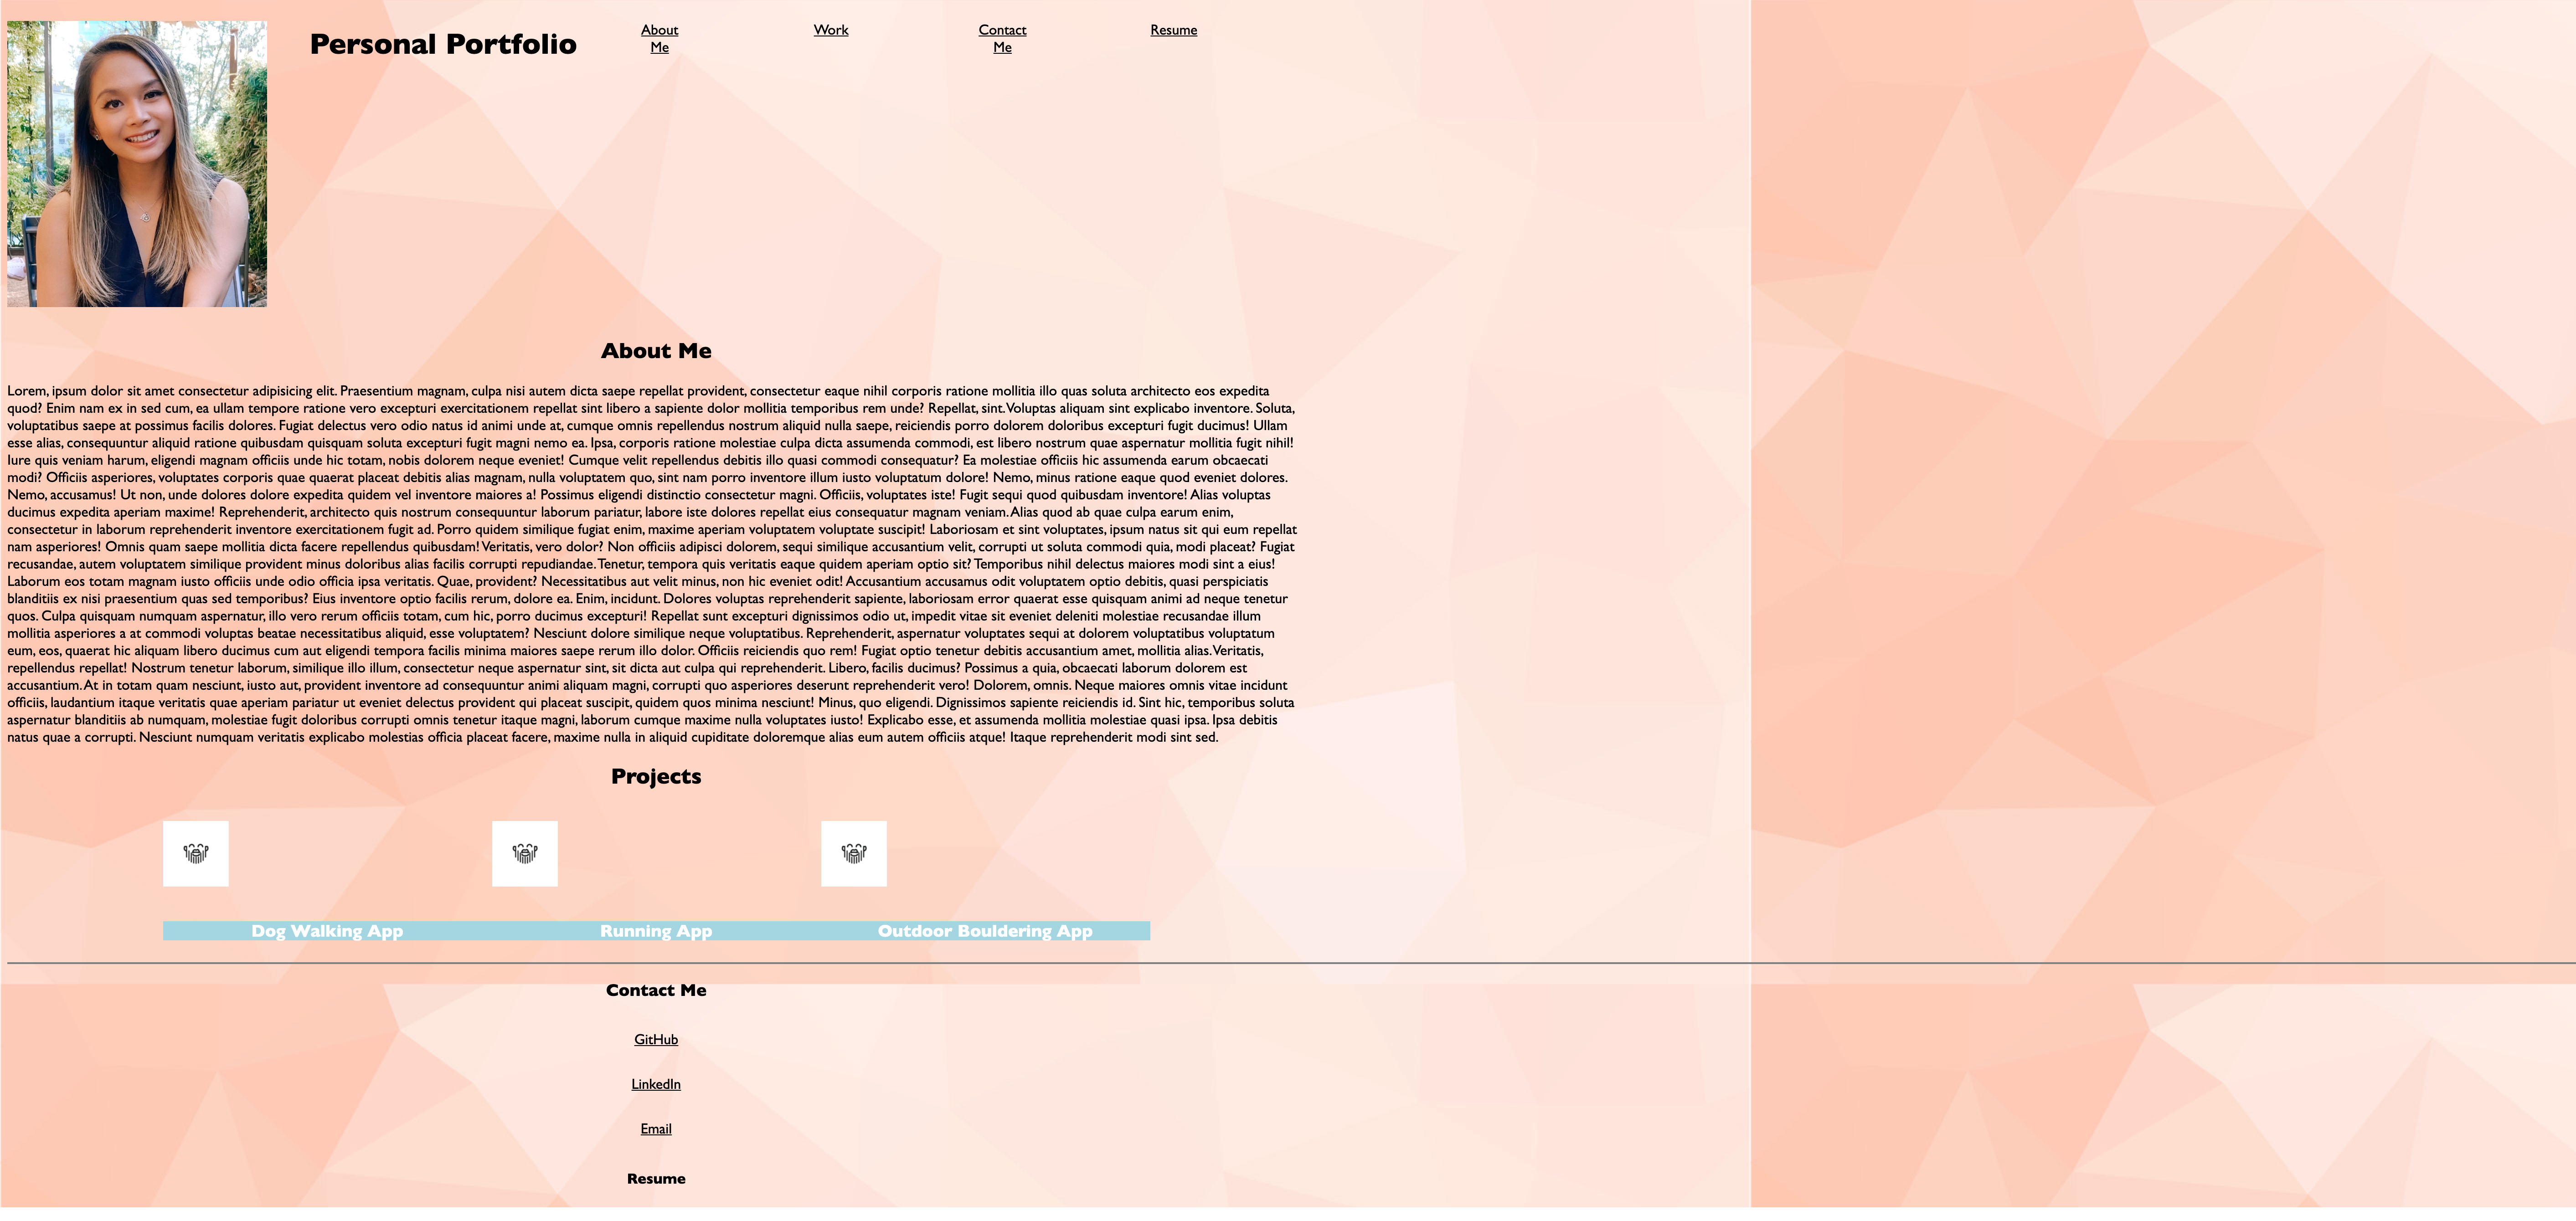 Personal Portfolio
About
Me
Work
Contact
Me
Resume
About Me
Lorem, ipsum dolor sit amet consectetur adipisicing elit. Praesentium magnam, culpa nisi autem dicta saepe repellat provident, consectetur eaque nihil corporis ratione mollitia illo quas soluta architecto eos expedita
quod? Enim nam ex in sed cum, ea ullam tempore ratione vero excepturi exercitationem repellat sint libero a sapiente dolor mollitia temporibus rem unde? Repellat, sint. Voluptas aliquam sint explicabo inventore. Soluta,
voluptatibus saepe at possimus facilis dolores. Fugiat delectus vero odio natus id animi unde at, cumque omnis repellendus nostrum aliquid nulla saepe, reiciendis porro dolorem doloribus excepturi fugit ducimus! Ullam
esse alias, consequuntur aliquid ratione quibusdam quisquam soluta excepturi fugit magni nemo ea. Ipsa, corporis ratione molestiae culpa dicta assumenda commodi, est libero nostrum quae aspernatur mollitia fugit nihil!
Iure quis veniam harum, eligendi magnam officiis unde hic totam, nobis dolorem neque eveniet! Cumque velit repellendus debitis illo quasi commodi consequatur? Ea molestiae officiis hic assumenda earum obcaecati
modi? Officiis asperiores, voluptates corporis quae quaerat placeat debitis alias magnam, nulla voluptatem quo, sint nam porro inventore illum iusto voluptatum dolore! Nemo, minus ratione eaque quod eveniet dolores.
Nemo, accusamus! Ut non, unde dolores dolore expedita quidem vel inventore maiores a! Possimus eligendi distinctio consectetur magni. Officiis, voluptates iste! Fugit sequi quod quibusdam inventore! Alias voluptas
ducimus expedita aperiam maxime! Reprehenderit, architecto quis nostrum consequuntur laborum pariatur, labore iste dolores repellat eius consequatur magnam veniam. Alias quod ab quae culpa earum enim,
consectetur in laborum reprehenderit inventore exercitationem fugit ad. Porro quidem similique fugiat enim, maxime aperiam voluptatem voluptate suscipit! Laboriosam et sint voluptates, ipsum natus sit qui eum repellat
nam asperiores! Omnis quam saepe mollitia dicta facere repellendus quibusdam! Veritatis, vero dolor? Non officiis adipisci dolorem, sequi similique accusantium velit, corrupti ut soluta commodi quia, modi placeat? Fugiat
recusandae, autem voluptatem similique provident minus doloribus alias facilis corrupti repudiandae. Tenetur, tempora quis veritatis eaque quidem aperiam optio sit? Temporibus nihil delectus maiores modi sint a eius!
Laborum eos totam magnam iusto officiis unde odio officia ipsa veritatis. Quae, provident? Necessitatibus aut velit minus, non hic eveniet odit! Accusantium accusamus odit voluptatem optio debitis, quasi perspiciatis
blanditiis ex nisi praesentium quas sed temporibus? Eius inventore optio facilis rerum, dolore ea. Enim, incidunt. Dolores voluptas reprehenderit sapiente, laboriosam error quaerat esse quisquam animi ad neque tenetur
quos. Culpa quisquam numquam aspernatur, illo vero rerum officiis totam, cum hic, porro ducimus excepturi! Repellat sunt excepturi dignissimos odio ut, impedit vitae sit eveniet deleniti molestiae recusandae illum
mollitia asperiores a at commodi voluptas beatae necessitatibus aliquid, esse voluptatem? Nesciunt dolore similique neque voluptatibus. Reprehenderit, aspernatur voluptates sequi at dolorem voluptatibus voluptatum
eum, eos, quaerat hic aliquam libero ducimus cum aut eligendi tempora facilis minima maiores saepe rerum illo dolor. Officiis reiciendis quo rem! Fugiat optio tenetur debitis accusantium amet, mollitia alias. Veritatis,
repellendus repellat! Nostrum tenetur laborum, similique illo illum, consectetur neque aspernatur sint, sit dicta aut culpa qui reprehenderit. Libero, facilis ducimus? Possimus a quia, obcaecati laborum dolorem est
accusantium. At in totam quam nesciunt, iusto aut, provident inventore ad consequuntur animi aliquam magni, corrupti quo asperiores deserunt reprehenderit vero! Dolorem, omnis. Neque maiores omnis vitae incidunt
officiis, laudantium itaque veritatis quae aperiam pariatur ut eveniet delectus provident qui placeat suscipit, quidem quos minima nesciunt! Minus, quo eligendi. Dignissimos sapiente reiciendis id. Sint hic, temporibus soluta
aspernatur blanditiis ab numquam, molestiae fugit doloribus corrupti omnis tenetur itaque magni, laborum cumque maxime nulla voluptates iusto! Explicabo esse, et assumenda mollitia molestiae quasi ipsa. Ipsa debitis
natus quae a corrupti. Nesciunt numquam veritatis explicabo molestias officia placeat facere, maxime nulla in aliquid cupiditate doloremque alias eum autem officiis atque! Itaque reprehenderit modi sint sed.
Projects
Dog Walking App
Running App
Outdoor Bouldering App
Contact Me
GitHub
LinkedIn
Email
Resume